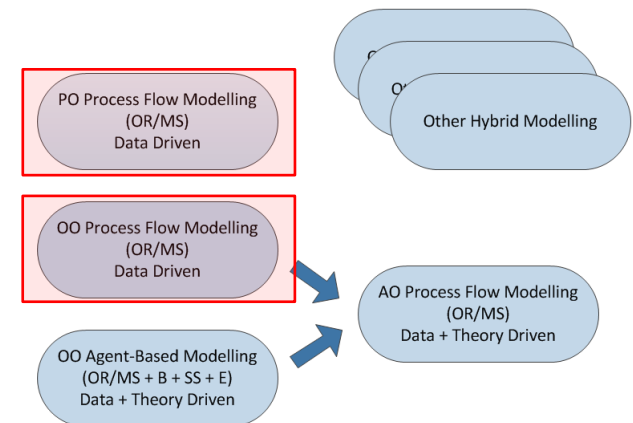 PO Process Flow Modelling
(OR/MS)
Data Driven
Other Hybrid Modelling
OO Process Flow Modelling
(OR/MS)
Data Driven
AO Process Flow Modelling
(OR/MS)
Data + Theory Driven
OO Agent-Based Modelling
(OR/MS + B + SS + E)
Data + Theory Driven